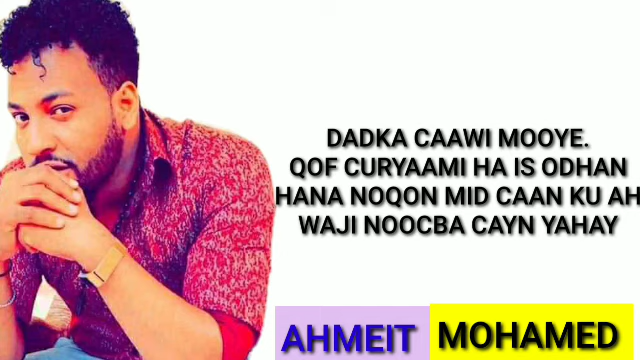 DADKA CAAWI MOOYE.
QOF CURYAAMI HA IS ODHAN
HANA NOQON MID CAAN KU AH
WAJI NOOCBA CAYN YAHAY
AHMEIT MOHAMED